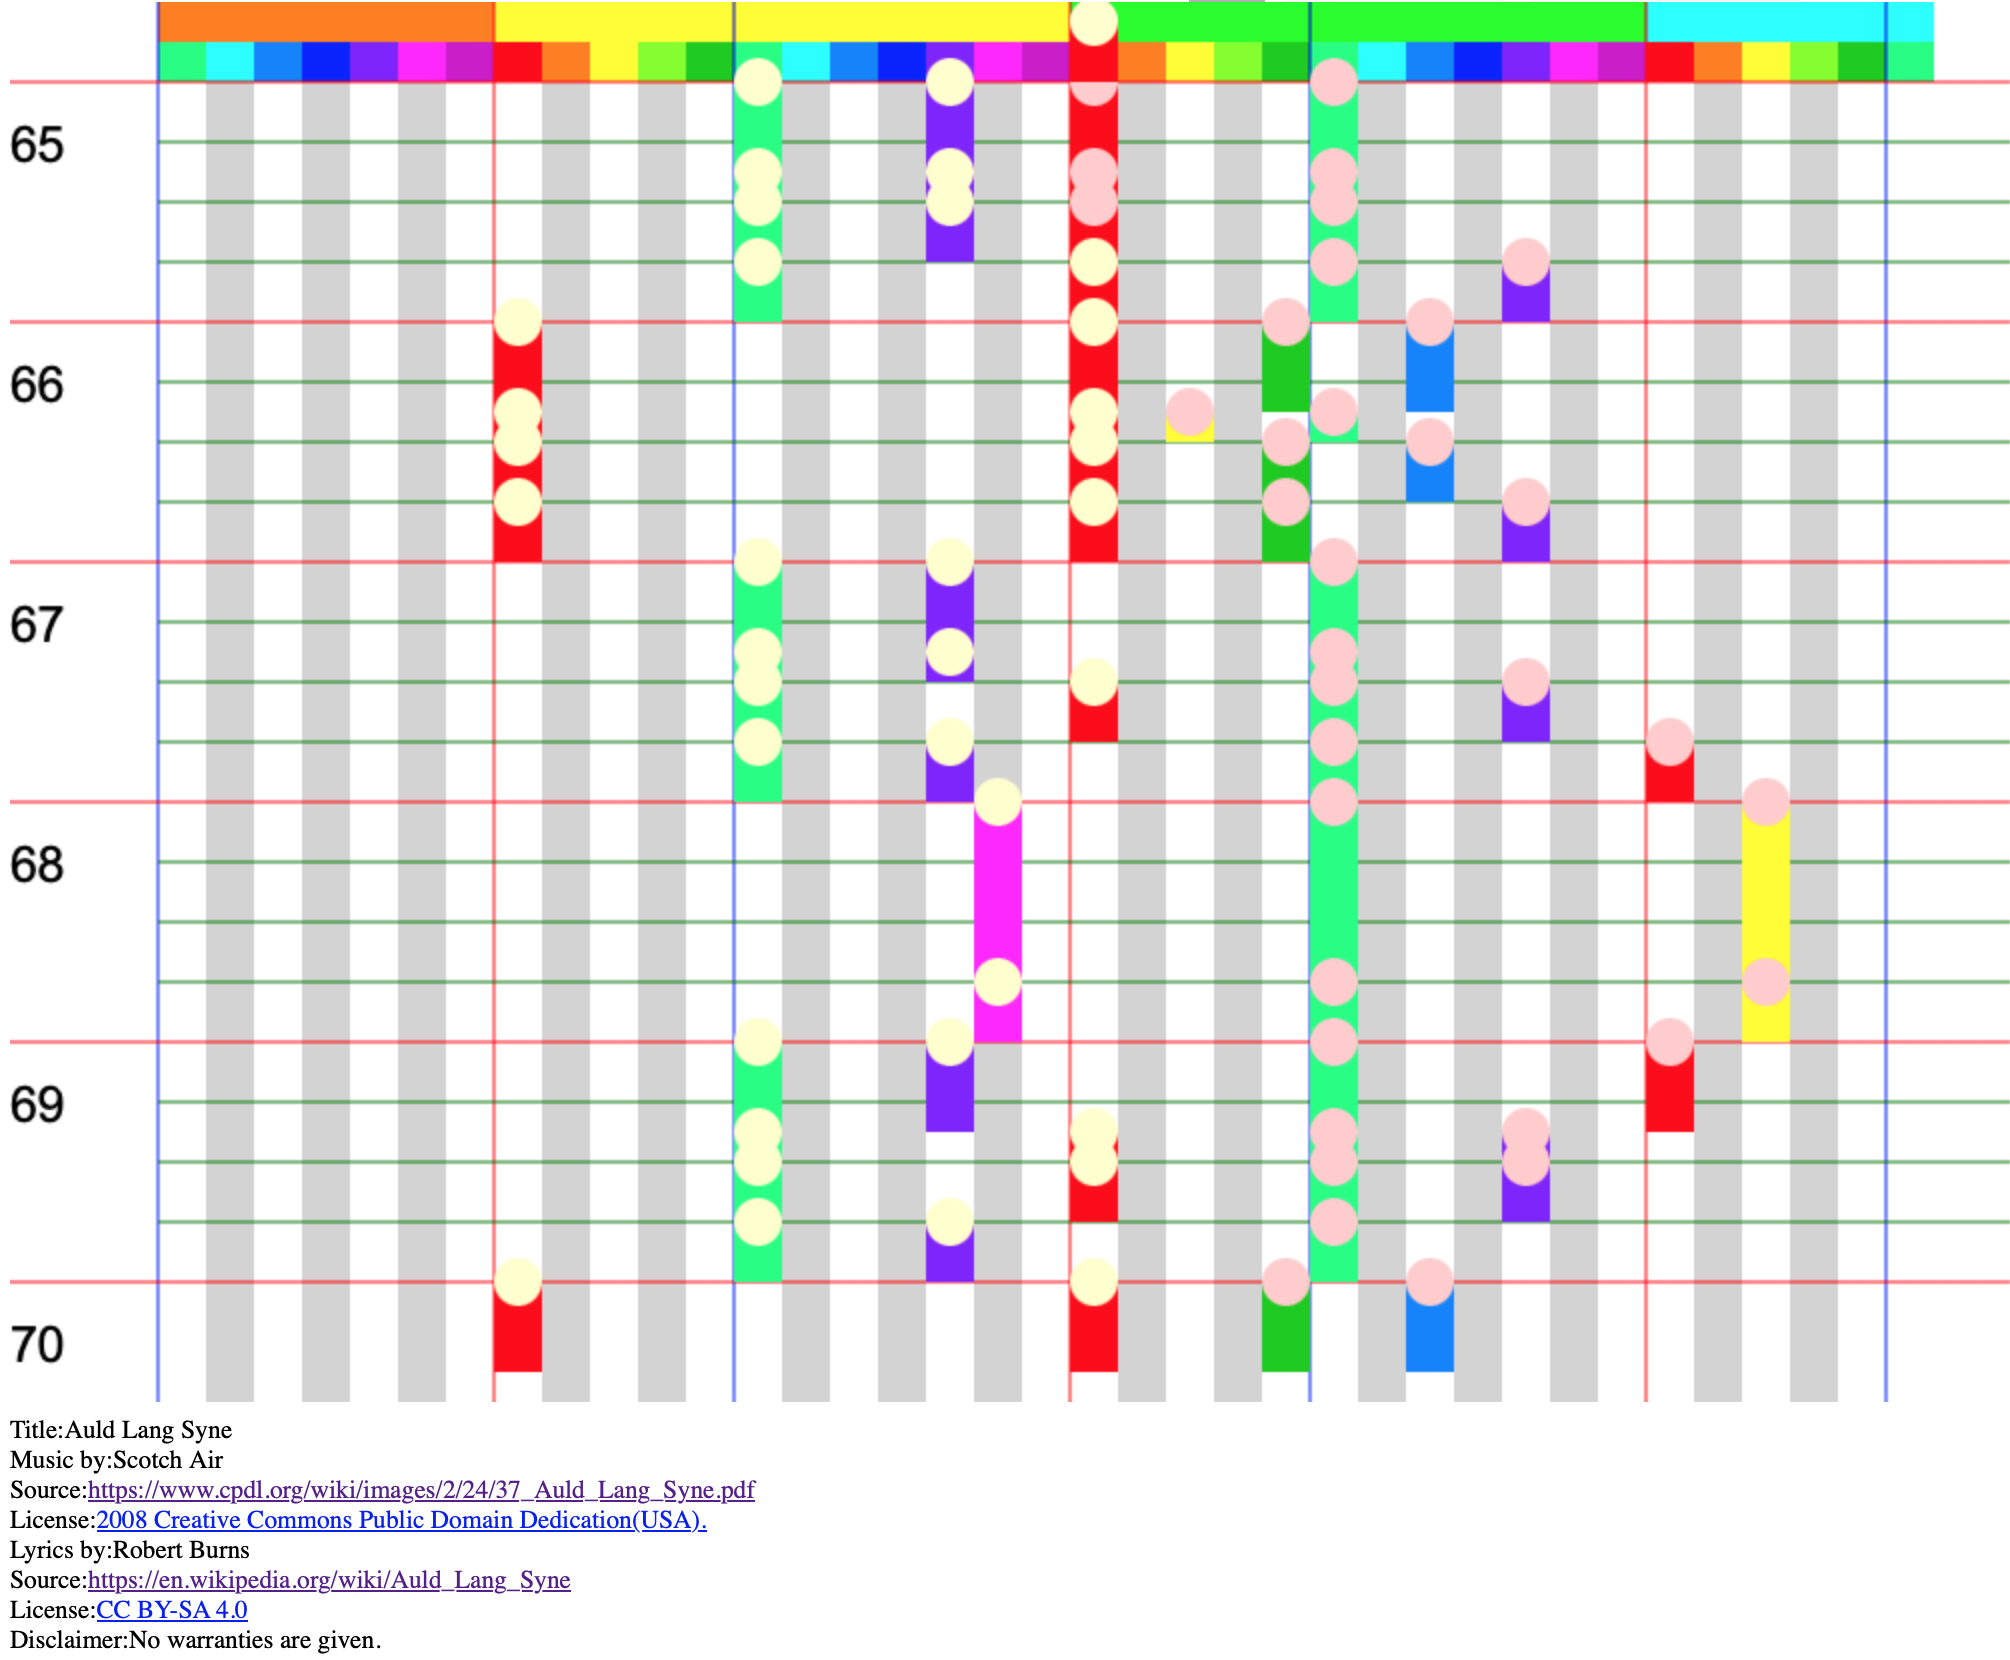 65
66
67
68
69
70
Title:Auld Lang Syne
Music by:Scotch Air
Source:https://www.cpdl.org/wiki/images/2/24/37_Auld_Lang_Syne.pdf
License:2008 Creative Commons Public Domain Dedication(USA).
Lyrics by:Robert Burns
Source:https://en.wikipedia.org/wiki/Auld_Lang_Syne
License:CC BY-SA 4.0
Disclaimer:No warranties are given.